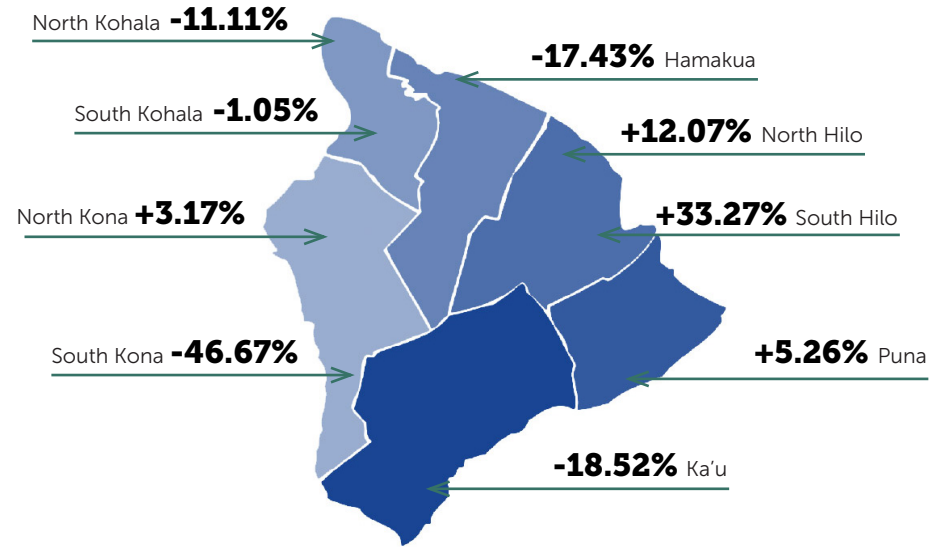 North Kohala -11.11%
-17.43% Hamakua
South Kohala -1.05%
+12.07% North Hilo
North Kona +3.17%
+33.27% South Hilo
South Kona -46.67%
+5.26% Puna
-18.52% Ka’u